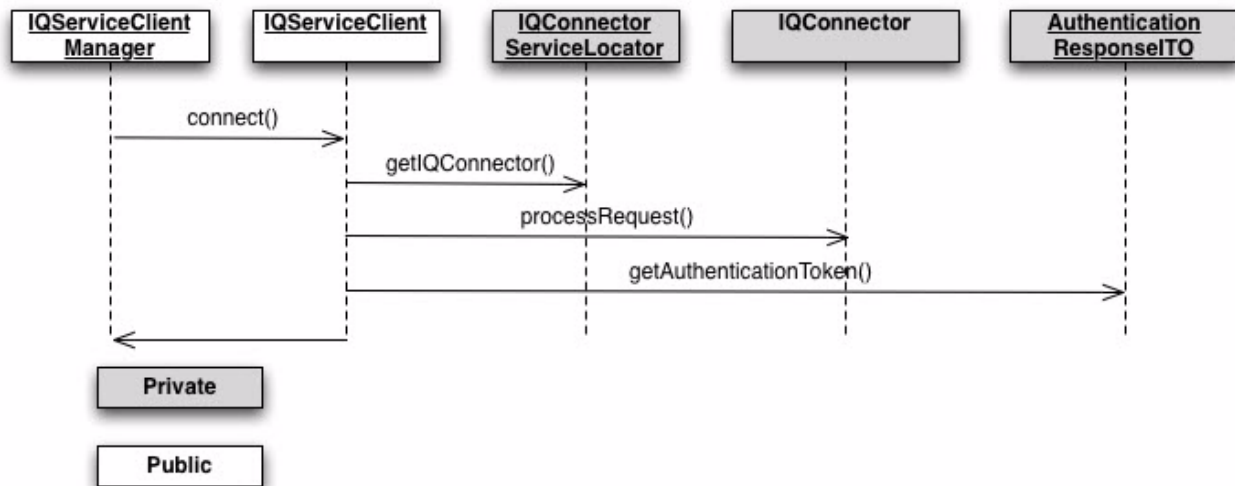 IQServiceClient
Manager
IQServiceClient
IQConnector
ServiceLocator
IQConnector
Authentication
ResponseITO
connect()
getIQConnector()
processRequest()
getAuthenticationToken()
Private
Public